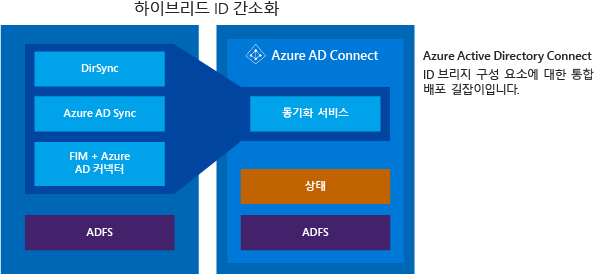 하이브리드 ID 간소화
DirSync
Azure AD Sync
FIM + Azure
AD 커넥터
ADFS
Azure AD Connect
동기화 서비스
상태
ADFS
Azure Active Directory Connect
ID 브리지 구성 요소에 대한 통합
배포 길잡이입니다.